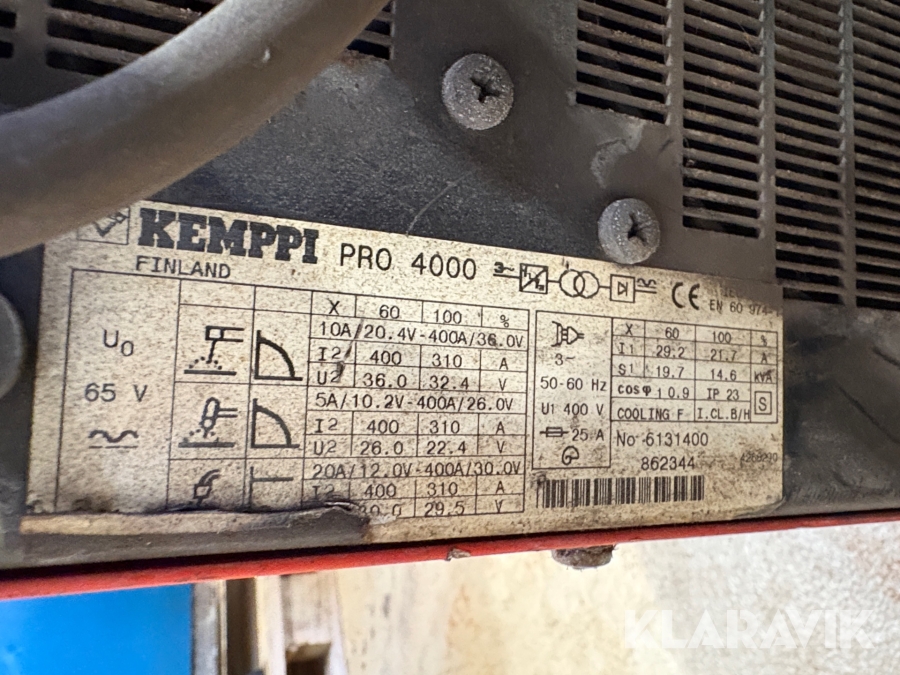 KEMPPI PRO 4000 3~
FINLAND
CE
EN 60 974-
U0
65 V
X 60 100 %
10A/20.4V-400A/36.0V
I2 400 310 A
U2 36.0 32.4 V
5A/10.2V-400A/26.0V
I2 400 310 A
U2 26.0 22.4 V
20A/12.0V-400A/30.0V
I2 400 310 A
29.5 V
3~
50-60 Hz
U1 400 V
25 A
X 60 100 %
I1 29.2 21.7 A
S1 19.7 14.6 kVA
cosφ 0.9 IP 23 S
COOLING F I.CL.B/H
No 6131400
862344
KLARAVIK